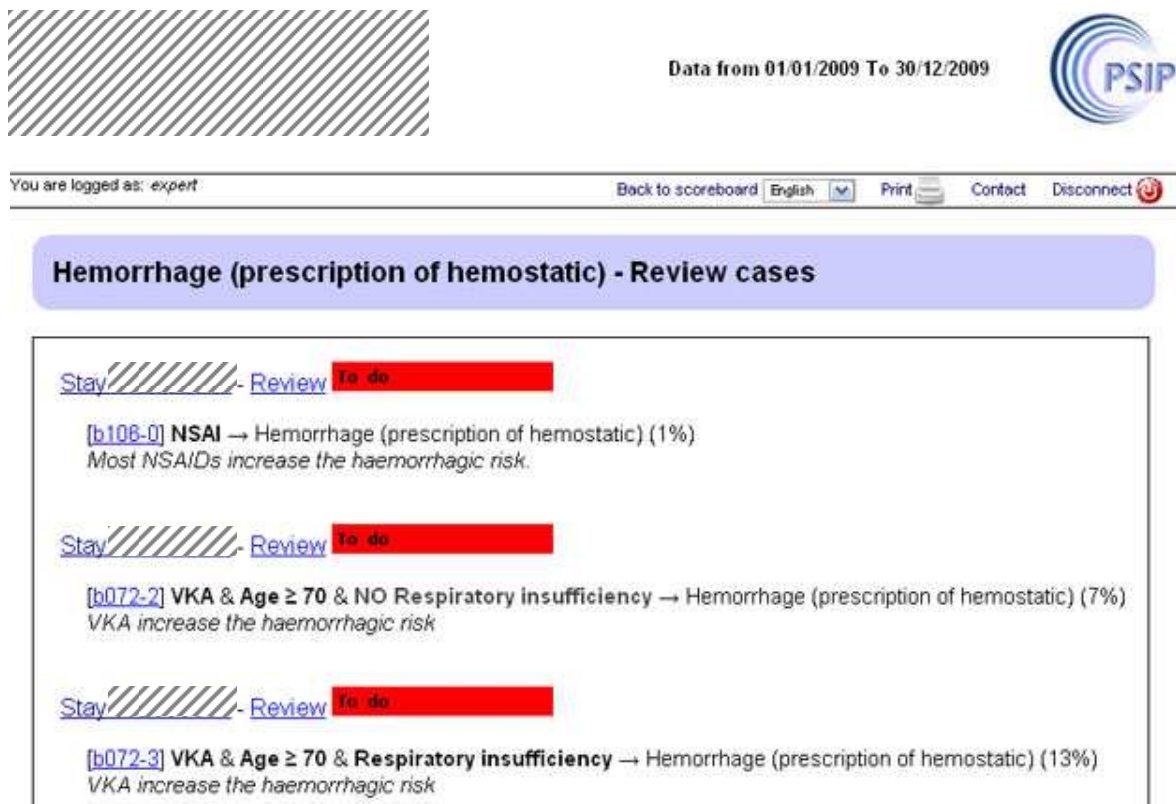 Data from 01/01/2009 To 30/12/2009
PSIP
You are logged as: expert
Back to scoreboard English Print Contact Disconnect
Hemorrhage (prescription of hemostatic) - Review cases
Stay - Review To do
[b106-0] NSAI → Hemorrhage (prescription of hemostatic) (1%)
Most NSAIDs increase the haemorrhagic risk.
Stay - Review To do
[b072-2] VKA & Age ≥ 70 & NO Respiratory insufficiency → Hemorrhage (prescription of hemostatic) (7%)
VKA increase the haemorrhagic risk
Stay - Review To do
[b072-3] VKA & Age ≥ 70 & Respiratory insufficiency → Hemorrhage (prescription of hemostatic) (13%)
VKA increase the haemorrhagic risk